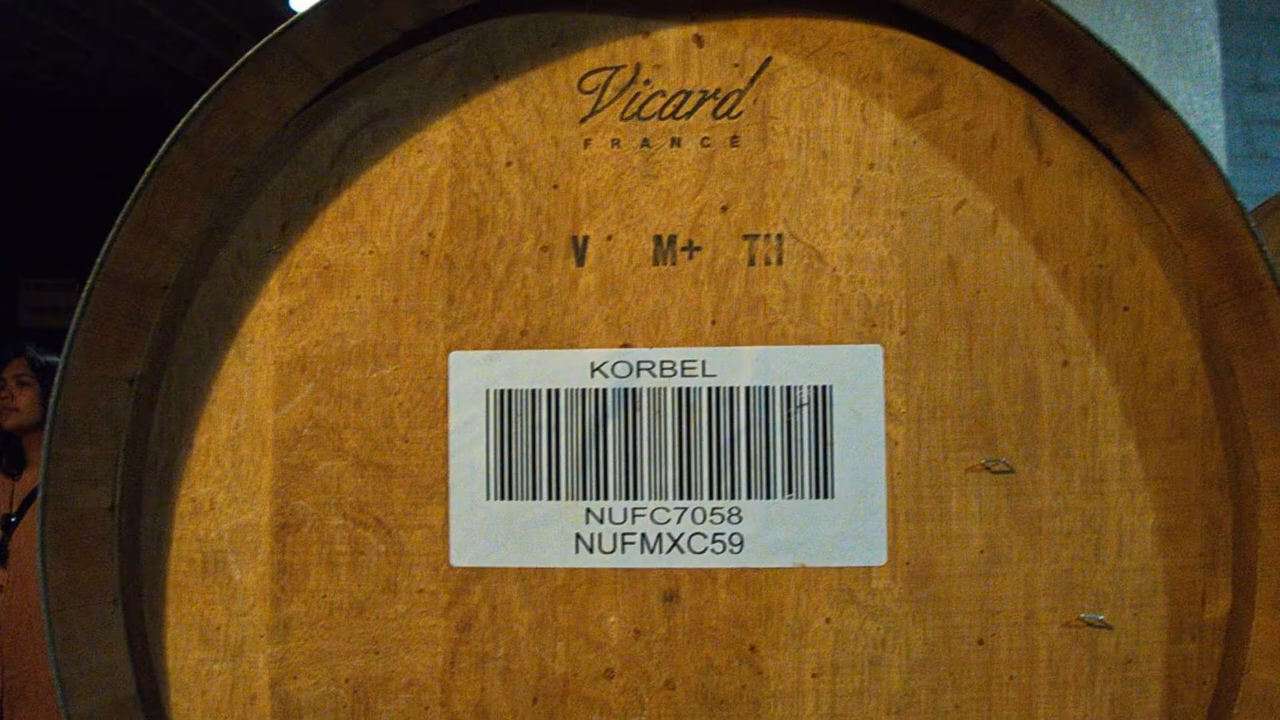 Vicard
FRANCE
V M+ TH
KORBEL
NUFC7058
NUFMXC59